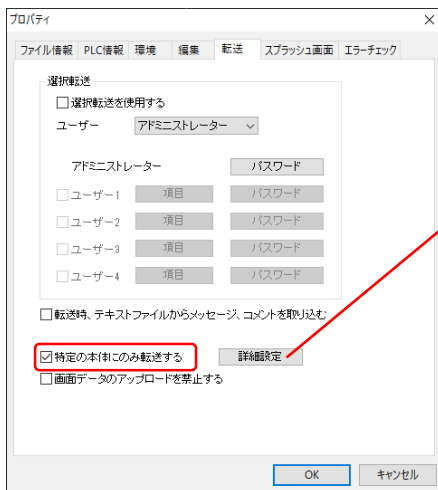 プロパティ
ファイル情報 PLC情報 環境 編集 転送 スプラッシュ画面 エラーチェック
選択転送
選択転送を使用する
ユーザー アドミニストレーター
アドミニストレーター パスワード
ユーザー1 項目 パスワード
ユーザー2 項目 パスワード
ユーザー3 項目 パスワード
ユーザー4 項目 パスワード
転送時、テキストファイルからメッセージ、コメントを取り込む
特定の本体にのみ転送する 詳細設定
画面データのアップロードを禁止する
OK キャンセル